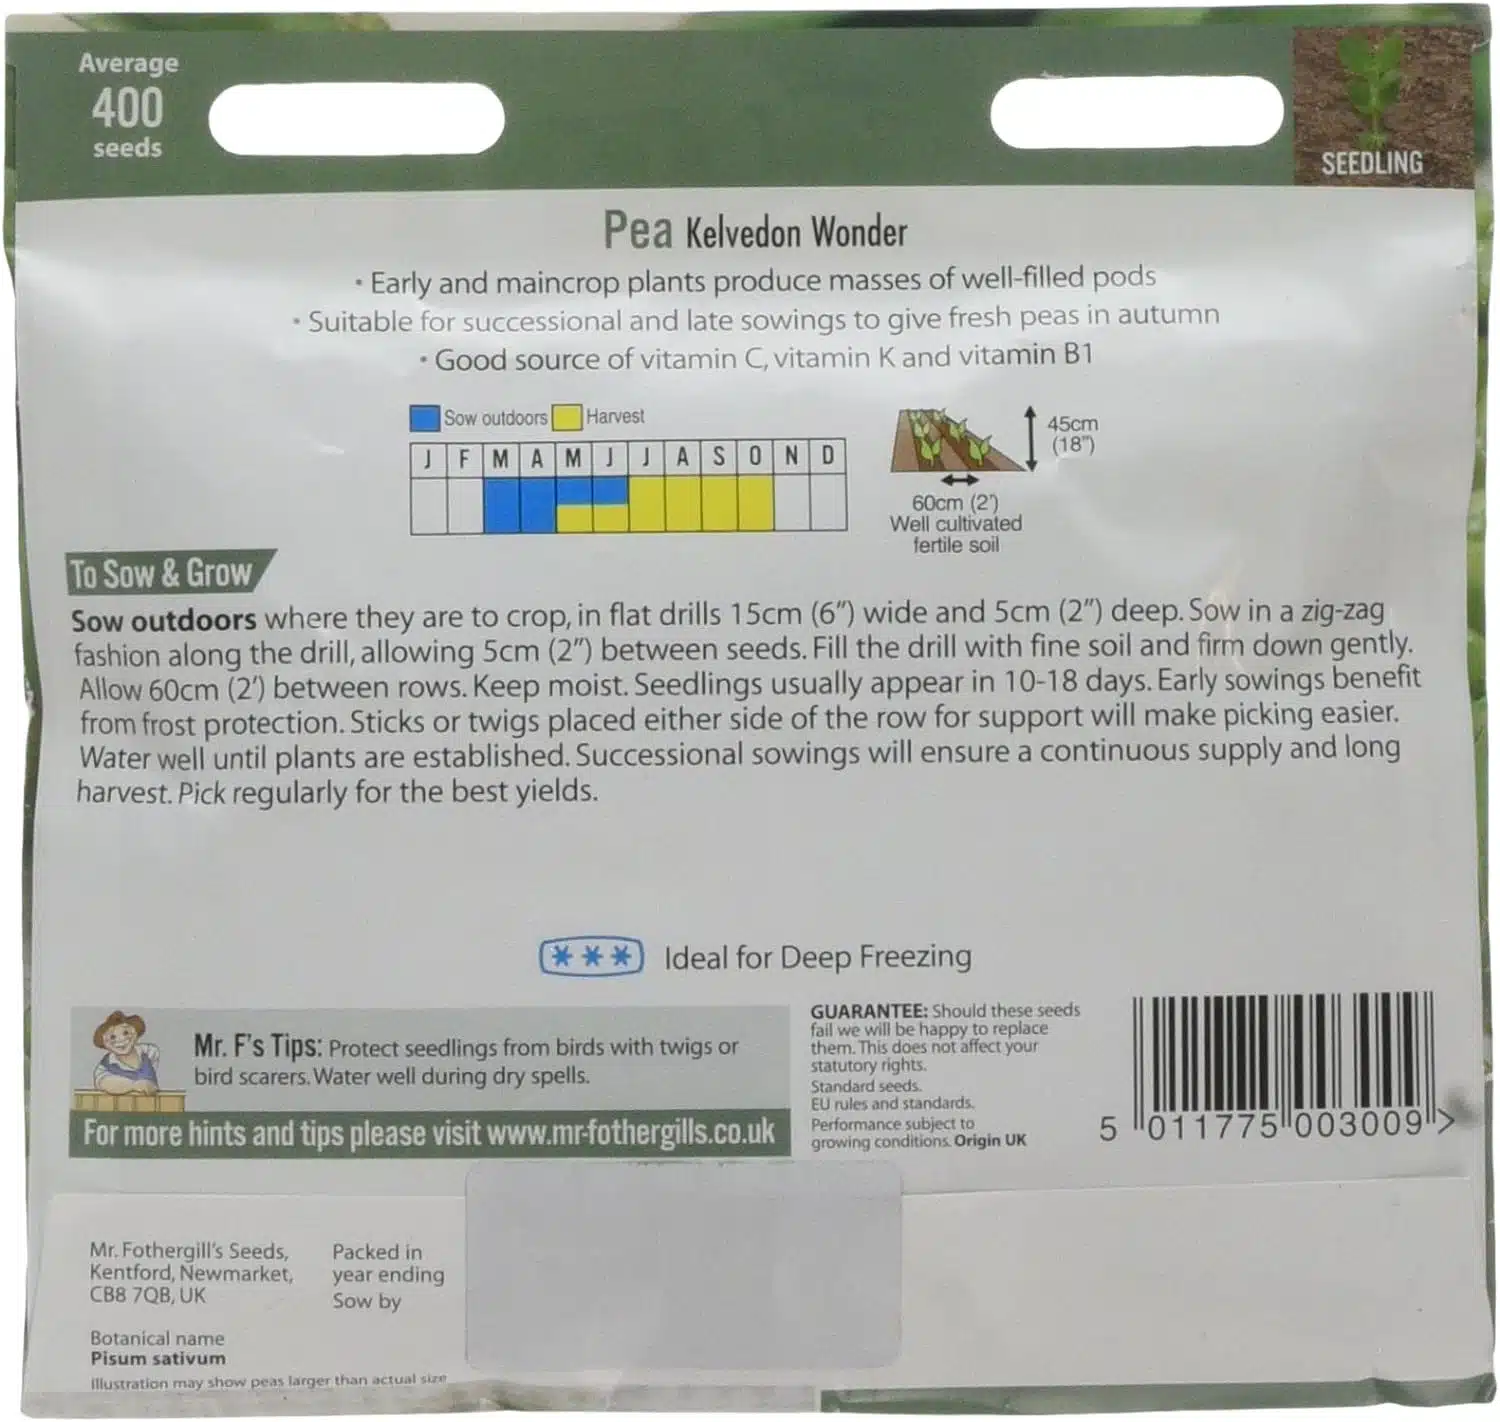 Average
400
seeds
SEEDLING
Pea Kelvedon Wonder
• Early and maincrop plants produce masses of well-filled pods
• Suitable for successional and late sowings to give fresh peas in autumn
• Good source of vitamin C, vitamin K and vitamin B1
Sow outdoors Harvest
J F M A M J J A S O N D
45cm
(18")
60cm (2')
Well cultivated
fertile soil
To Sow & Grow
Sow outdoors where they are to crop, in flat drills 15cm (6") wide and 5cm (2") deep. Sow in a zig-zag
fashion along the drill, allowing 5cm (2") between seeds. Fill the drill with fine soil and firm down gently.
Allow 60cm (2') between rows. Keep moist. Seedlings usually appear in 10-18 days. Early sowings benefit
from frost protection. Sticks or twigs placed either side of the row for support will make picking easier.
Water well until plants are established. Successional sowings will ensure a continuous supply and long
harvest. Pick regularly for the best yields.
*** Ideal for Deep Freezing
Mr. F's Tips: Protect seedlings from birds with twigs or
bird scarers. Water well during dry spells.
For more hints and tips please visit www.mr-fothergills.co.uk
GUARANTEE: Should these seeds
fail we will be happy to replace
them. This does not affect your
statutory rights.
Standard seeds.
EU rules and standards.
Performance subject to
growing conditions. Origin UK
5 011775 003009 >
Mr. Fothergill's Seeds,
Kentford, Newmarket,
CB8 7QB, UK
Packed in
year ending
Sow by
Botanical name
Pisum sativum
Illustration may show peas larger than actual size